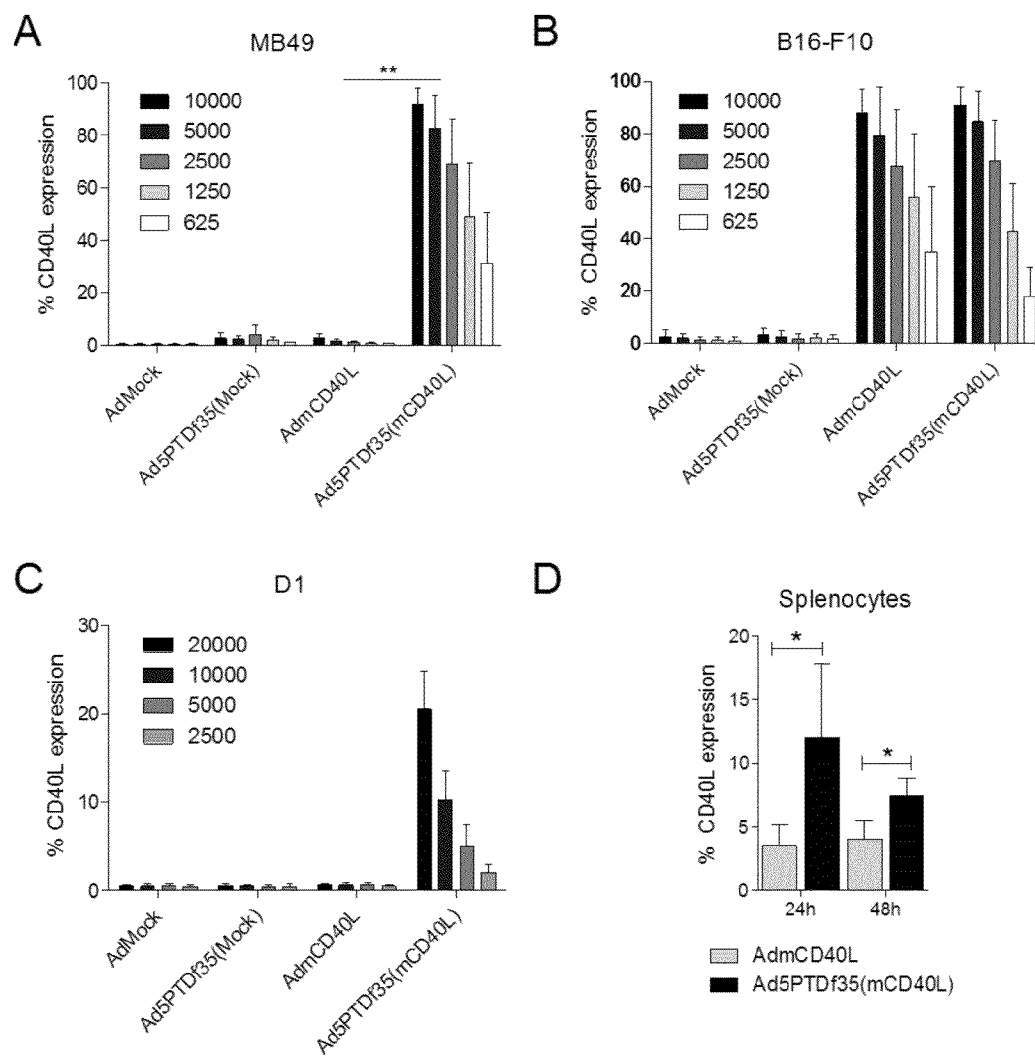 A
MB49
**
100
80
60
40
20
0
% CD40L expression
10000
5000
2500
1250
625
AdMock
Ad5PTDf35(Mock)
AdmCD40L
Ad5PTDf35(mCD40L)
B
B16-F10
100
80
60
40
20
0
% CD40L expression
10000
5000
2500
1250
625
AdMock
Ad5PTDf35(Mock)
AdmCD40L
Ad5PTDf35(mCD40L)
C
D1
30
20
10
0
% CD40L expression
20000
10000
5000
2500
AdMock
Ad5PTDf35(Mock)
AdmCD40L
Ad5PTDf35(mCD40L)
D
Splenocytes
20
15
10
5
0
% CD40L expression
*
*
24h
48h
AdmCD40L
Ad5PTDf35(mCD40L)